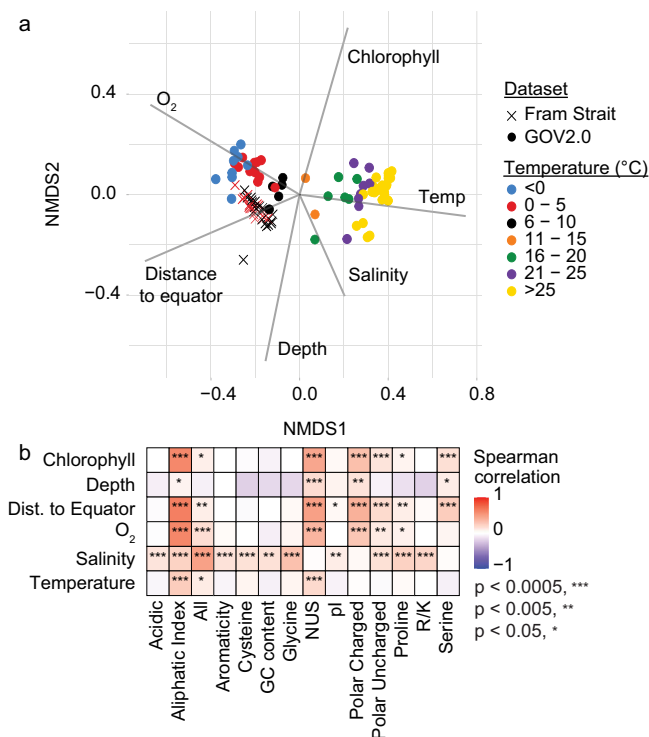 a
Chlorophyll
O2
Temp
Salinity
Distance
to equator
Depth
NMDS2
0.4
0.0
−0.4
−0.4
0.0
0.4
0.8
NMDS1
Dataset
Fram Strait
GOV2.0
Temperature (°C)
<0
0 – 5
6 – 10
11 – 15
16 – 20
21 – 25
>25
b
Chlorophyll *** * *** *** *** * ***
Depth * *** ** *
Dist. to Equator *** ** *** * *** *** ** ***
O2 *** *** *** *** ** *
Salinity *** *** *** *** *** ** *** ** *** *** ***
Temperature *** * ***
Acidic
Aliphatic Index
All
Aromaticity
Cysteine
GC content
Glycine
NUS
pI
Polar Charged
Polar Uncharged
Proline
R/K
Serine
Spearman
correlation
1
0
−1
p < 0.0005, ***
p < 0.005, **
p < 0.05, *